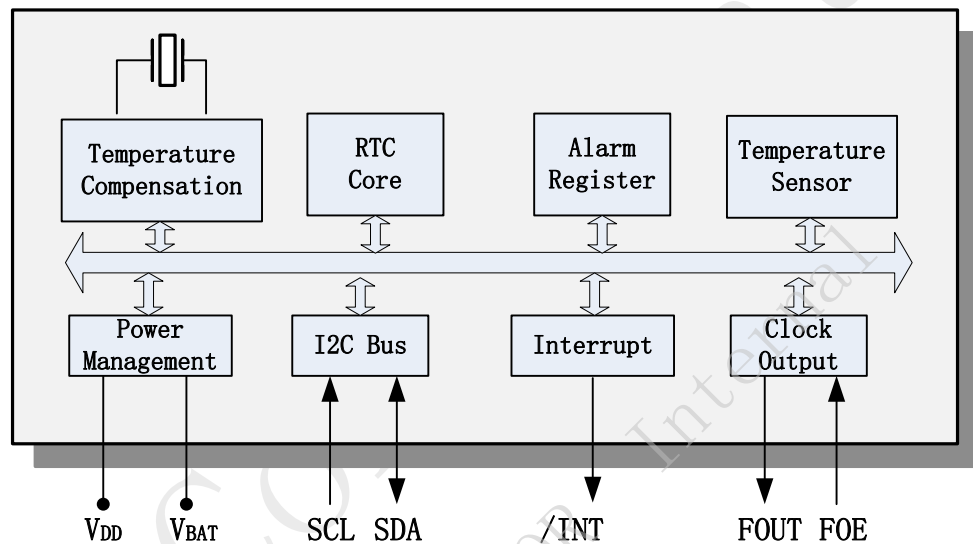 Temperature
Compensation
RTC
Core
Alarm
Register
Temperature
Sensor
Power
Management
I2C Bus
Interrupt
Clock
Output
VDD
VBAT
SCL SDA
/INT
FOUT FOE
Internal